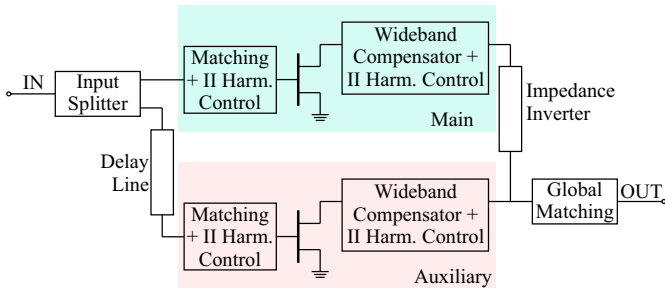 IN
Input
Splitter
Matching
+ II Harm.
Control
Wideband
Compensator +
II Harm. Control
Main
Impedance
Inverter
Delay
Line
Matching
+ II Harm.
Control
Wideband
Compensator +
II Harm. Control
Auxiliary
Global
Matching
OUT